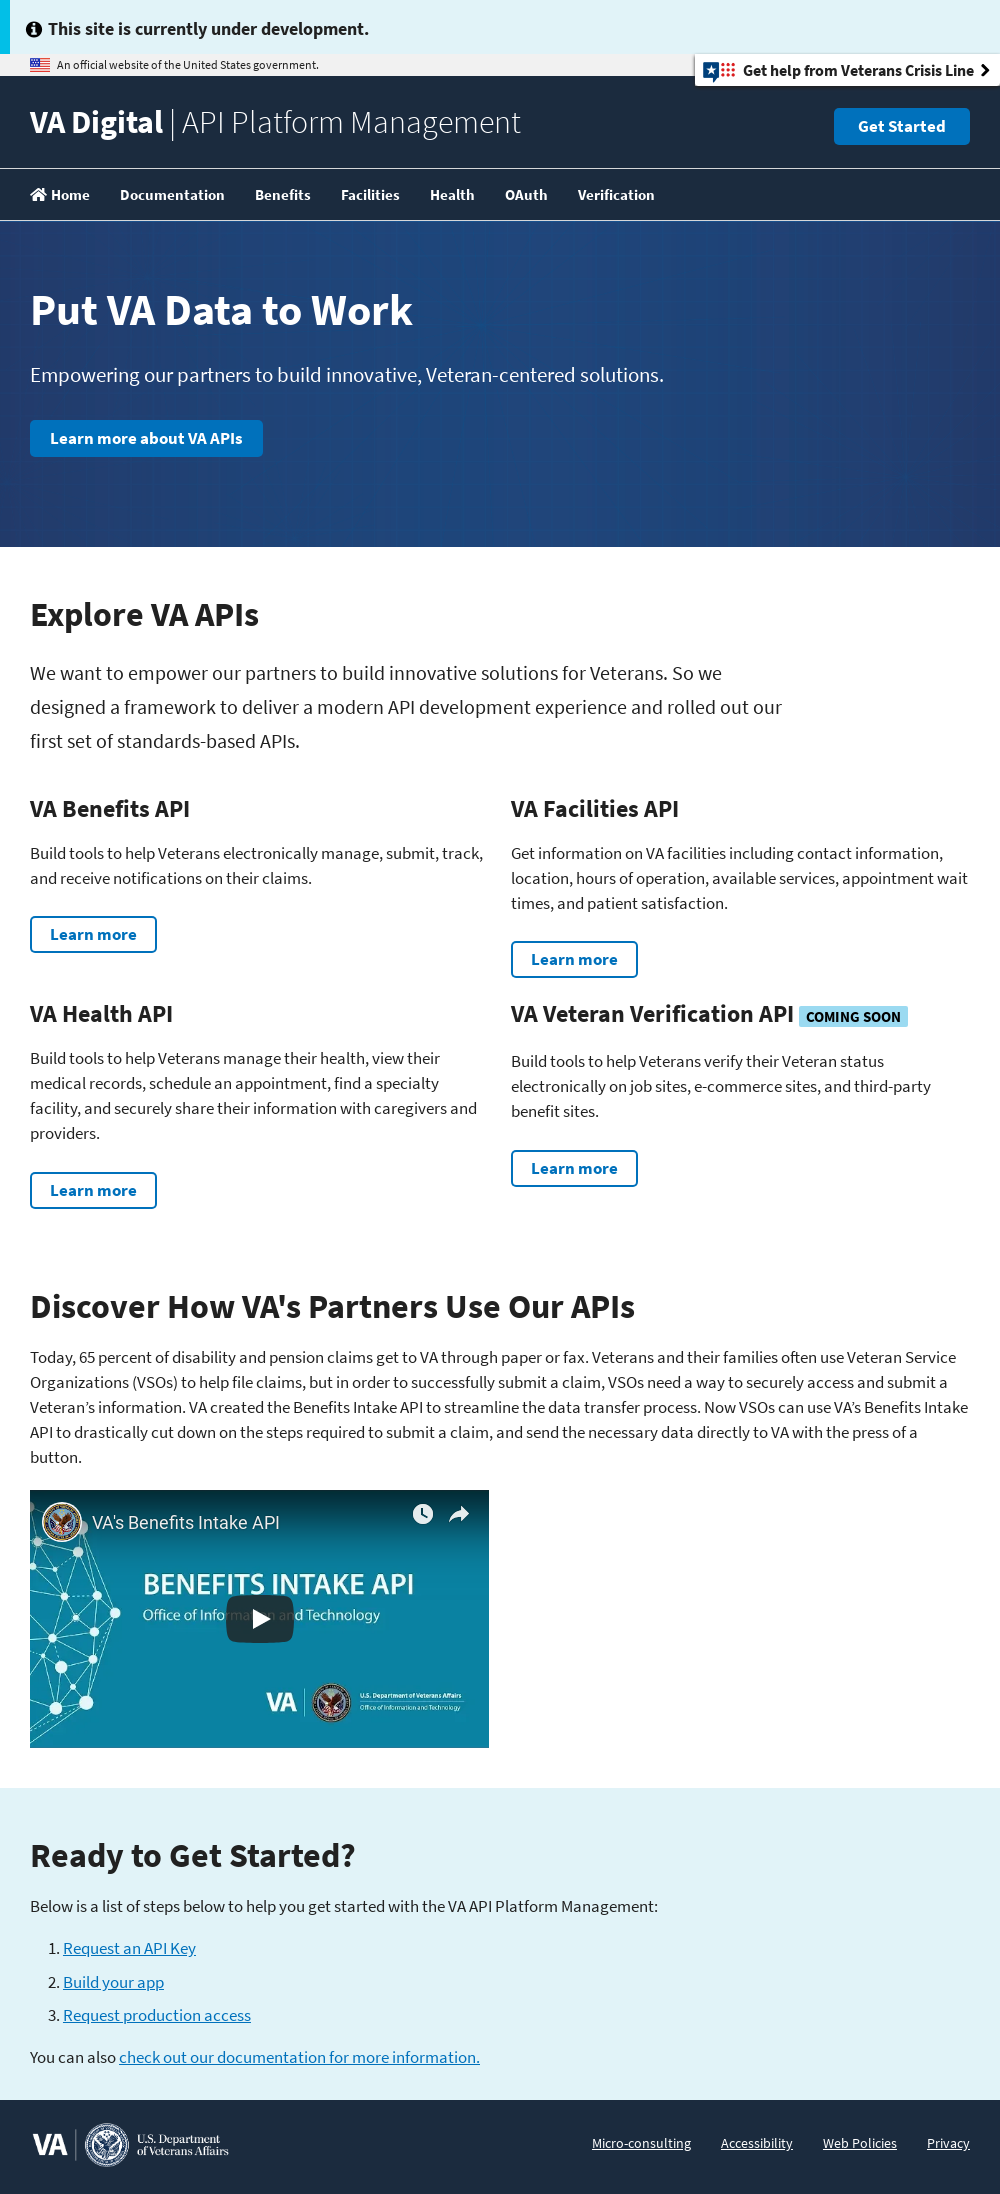 This site is currently under development.
An official website of the United States government.
Get help from Veterans Crisis Line
VA Digital | API Platform Management
Get Started
Home Documentation Benefits Facilities Health OAuth Verification
Put VA Data to Work
Empowering our partners to build innovative, Veteran-centered solutions.
Learn more about VA APIs
Explore VA APIs
We want to empower our partners to build innovative solutions for Veterans. So we
designed a framework to deliver a modern API development experience and rolled out our
first set of standards-based APIs.
VA Benefits API
Build tools to help Veterans electronically manage, submit, track,
and receive notifications on their claims.
Learn more
VA Facilities API
Get information on VA facilities including contact information,
location, hours of operation, available services, appointment wait
times, and patient satisfaction.
Learn more
VA Health API
Build tools to help Veterans manage their health, view their
medical records, schedule an appointment, find a specialty
facility, and securely share their information with caregivers and
providers.
Learn more
VA Veteran Verification API COMING SOON
Build tools to help Veterans verify their Veteran status
electronically on job sites, e-commerce sites, and third-party
benefit sites.
Learn more
Discover How VA's Partners Use Our APIs
Today, 65 percent of disability and pension claims get to VA through paper or fax. Veterans and their families often use Veteran Service
Organizations (VSOs) to help file claims, but in order to successfully submit a claim, VSOs need a way to securely access and submit a
Veteran’s information. VA created the Benefits Intake API to streamline the data transfer process. Now VSOs can use VA’s Benefits Intake
API to drastically cut down on the steps required to submit a claim, and send the necessary data directly to VA with the press of a
button.
VA's Benefits Intake API
BENEFITS INTAKE API
Office of Information and Technology
VA
U.S. Department of Veterans Affairs
Office of Information and Technology
Ready to Get Started?
Below is a list of steps below to help you get started with the VA API Platform Management:
1. Request an API Key
2. Build your app
3. Request production access
You can also check out our documentation for more information.
VA
U.S. Department
of Veterans Affairs
Micro-consulting Accessibility Web Policies Privacy